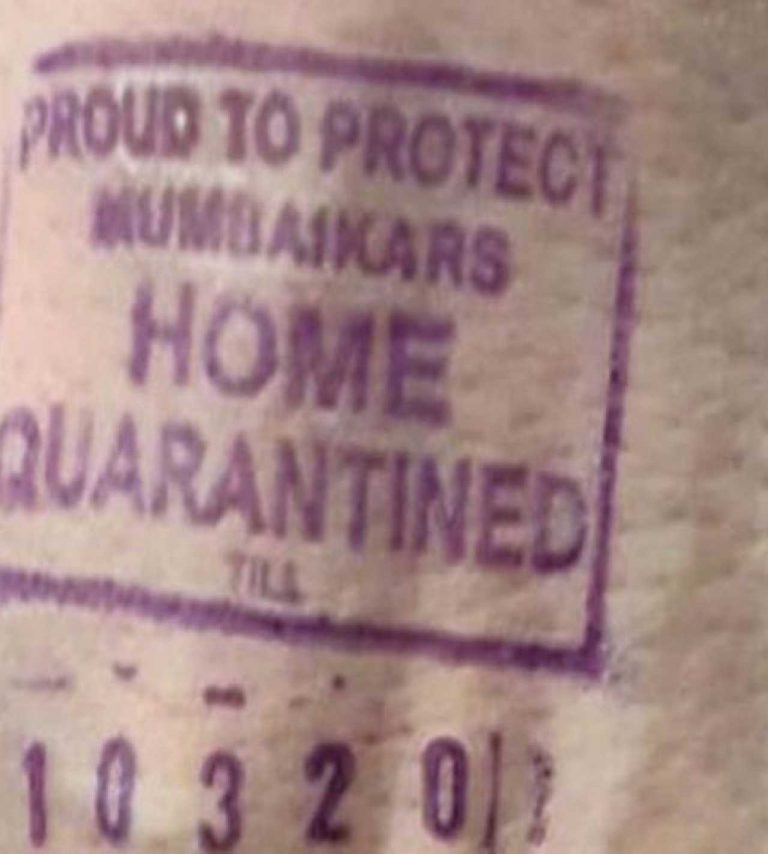 PROUD TO PROTECT
MUMBAIKARS
HOME
QUARANTINED
TILL
10320